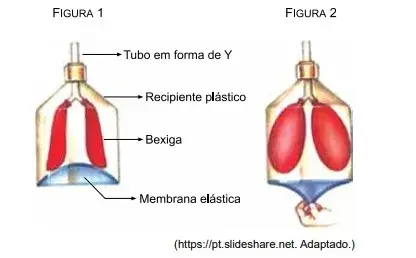 FIGURA 1
FIGURA 2
Tubo em forma de Y
Recipiente plástico
Bexiga
Membrana elástica
(https://pt.slideshare.net. Adaptado.)